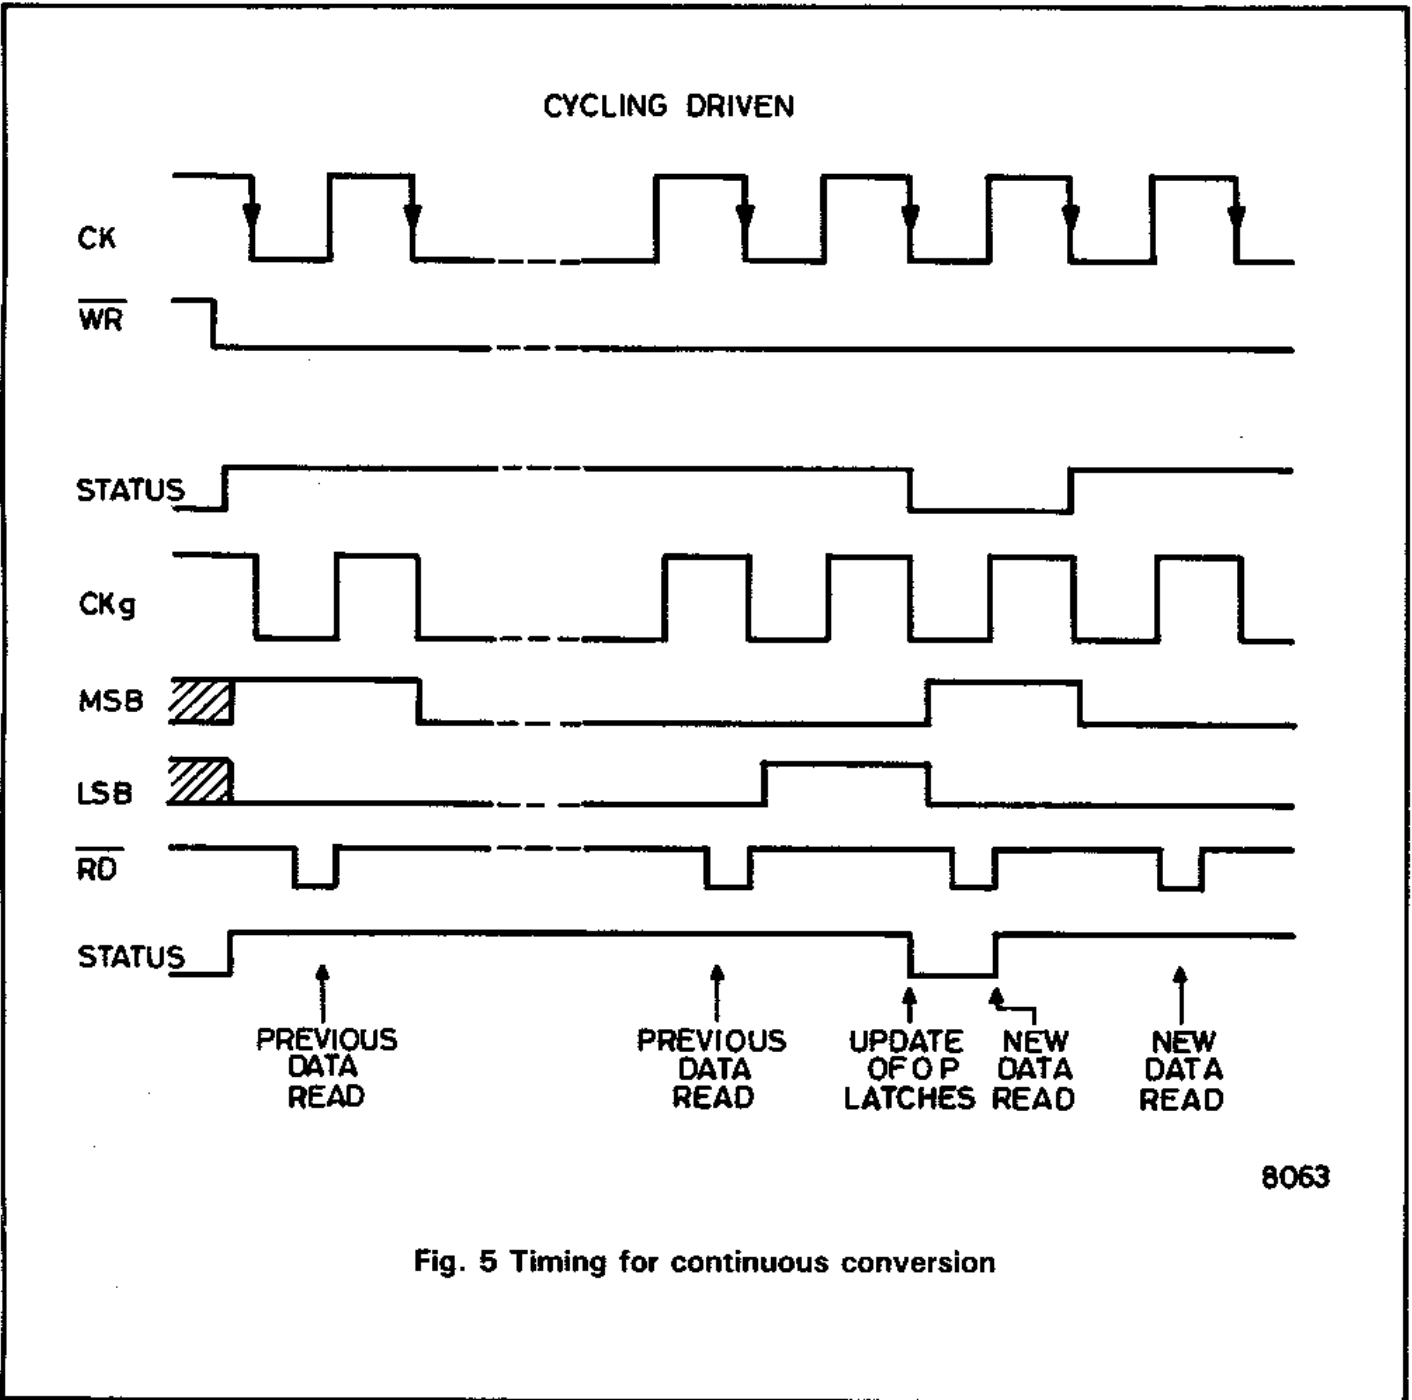 CYCLING DRIVEN
CK
WR
STATUS
CKg
MSB
LSB
RD
STATUS
PREVIOUS
DATA
READ
PREVIOUS
DATA
READ
UPDATE
OF O P
LATCHES
NEW
DATA
READ
NEW
DATA
READ
8063
Fig. 5 Timing for continuous conversion